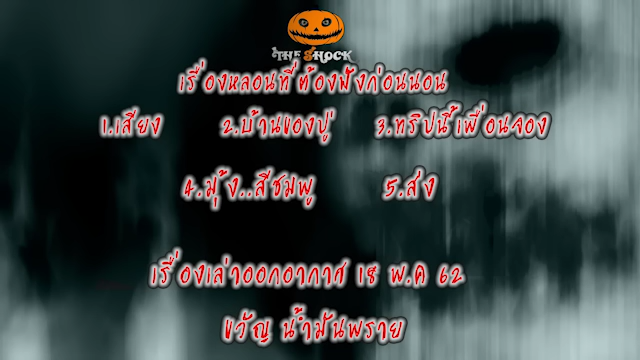 THE SHOCK
เรื่องหลอนที่ต้องฟังก่อนนอน
1.เสียง 2.บ้านของปู่ 3.ทริปนี้เพื่อนจอง
4.มุ้ง..สีชมพู 5.ส่ง
เรื่องเล่าออกอากาศ 18 พ.ค 62
ขวัญ น้ำมันพราย